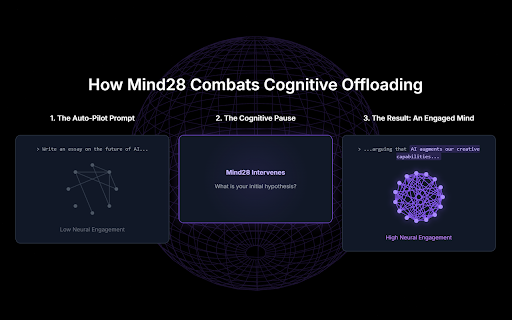 How Mind28 Combats Cognitive Offloading
1. The Auto-Pilot Prompt
> Write an essay on the future of AI...
Low Neural Engagement
2. The Cognitive Pause
Mind28 Intervenes
What is your initial hypothesis?
3. The Result: An Engaged Mind
> ...arguing that AI augments our creative
capabilities...
High Neural Engagement